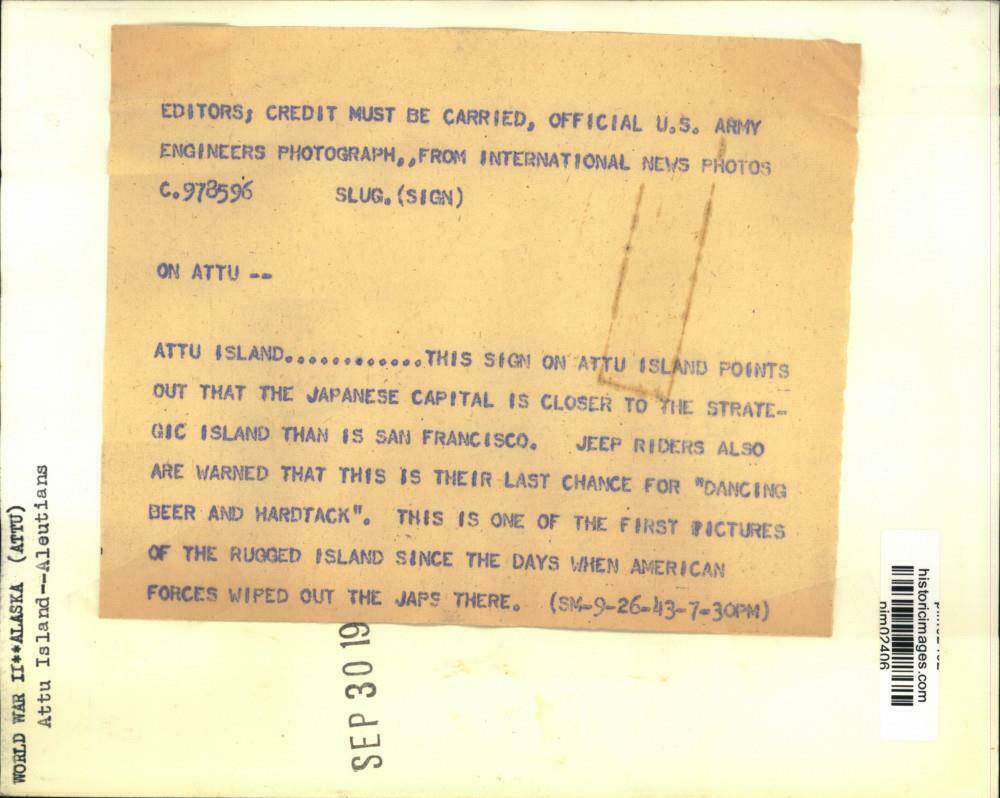 EDITORS; CREDIT MUST BE CARRIED, OFFICIAL U.S. ARMY
ENGINEERS PHOTOGRAPH,,FROM INTERNATIONAL NEWS PHOTOS
C.978596 SLUG.(SIGN)
ON ATTU --
ATTU ISLAND............THIS SIGN ON ATTU ISLAND POINTS
OUT THAT THE JAPANESE CAPITAL IS CLOSER TO THE STRATE-
GIC ISLAND THAN IS SAN FRANCISCO. JEEP RIDERS ALSO
ARE WARNED THAT THIS IS THEIR LAST CHANCE FOR "DANCING
BEER AND HARDTACK". THIS IS ONE OF THE FIRST PICTURES
OF THE RUGGED ISLAND SINCE THE DAYS WHEN AMERICAN
FORCES WIPED OUT THE JAPS THERE. (SM-9-26-43-7-30PM)
WORLD WAR II**ALASKA (ATTU)
Attu Island--Aleutians
SEP 30 19
historicimages.com
nim02406